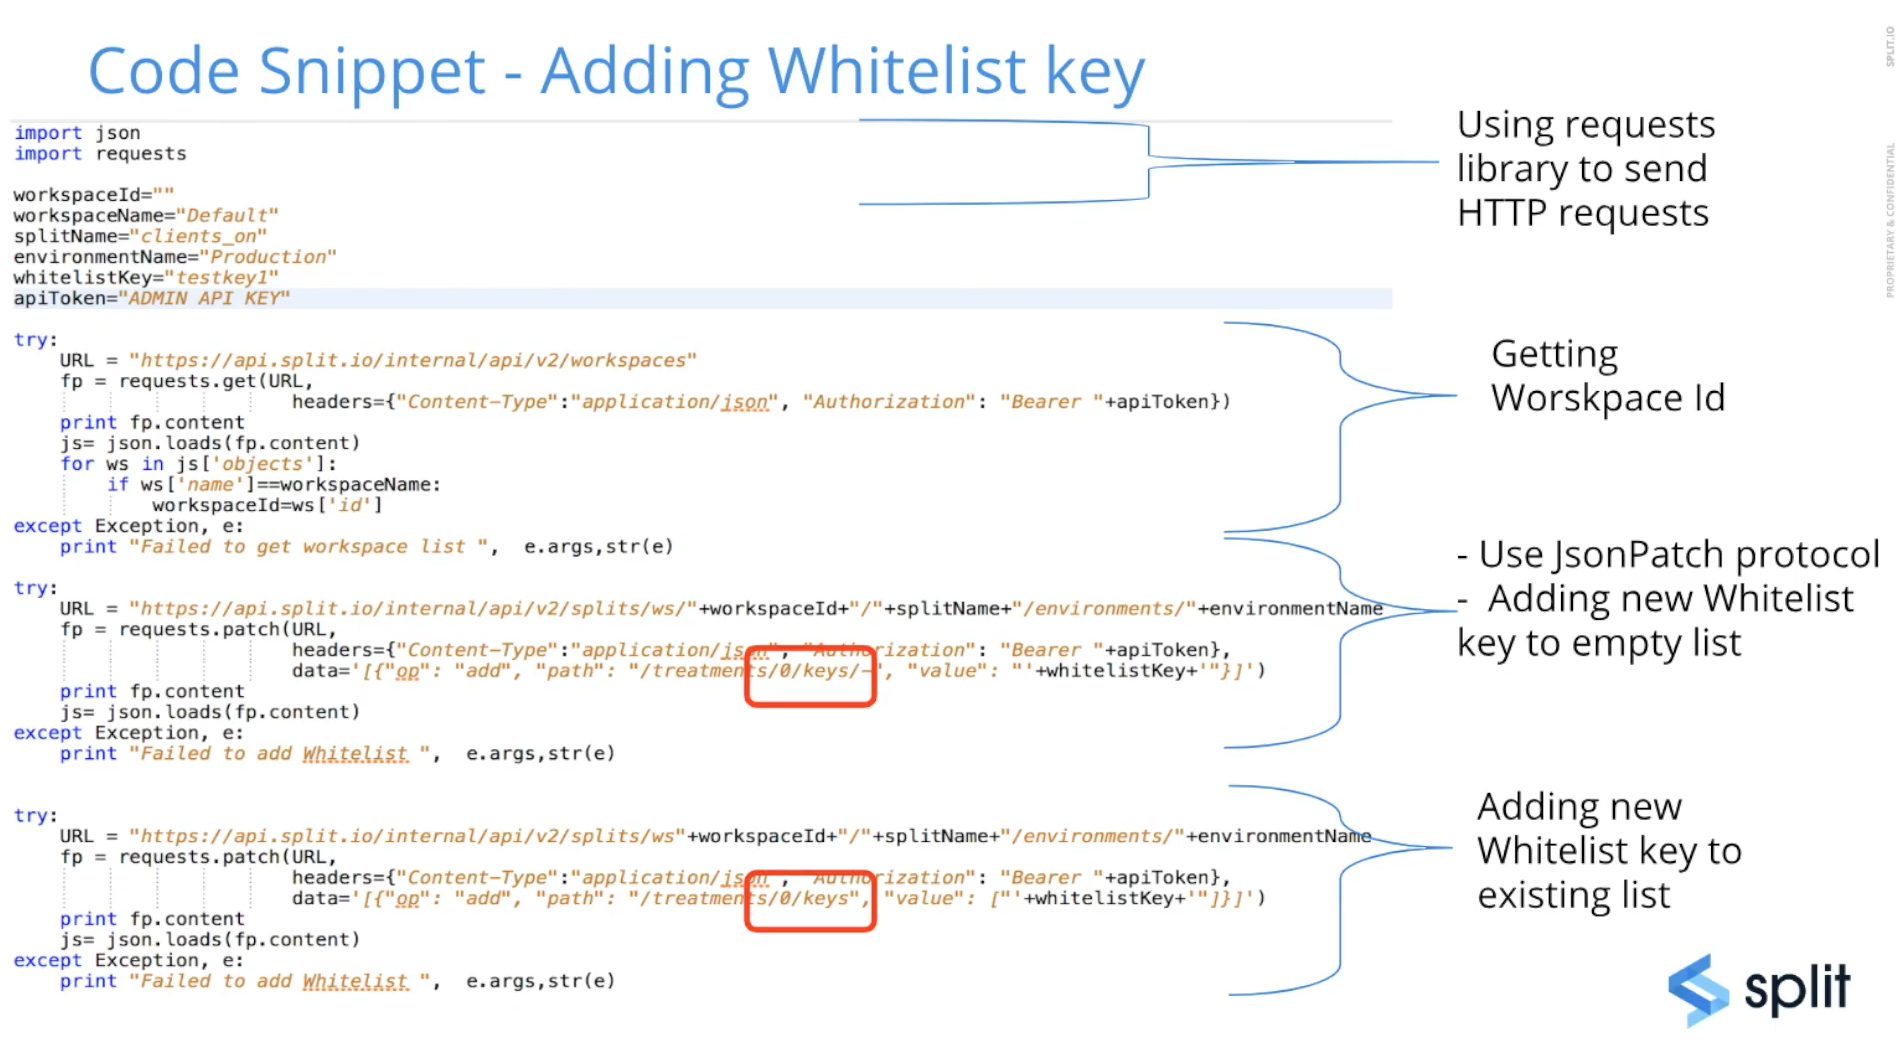 Code Snippet - Adding Whitelist key
import json
import requests
workspaceId=""
workspaceName="Default"
splitName="clients_on"
environmentName="Production"
whitelistKey="testkey1"
apiToken="ADMIN API KEY"
try:
URL = "https://api.split.io/internal/api/v2/workspaces"
fp = requests.get(URL,
headers={"Content-Type":"application/json", "Authorization": "Bearer "+apiToken})
print fp.content
js= json.loads(fp.content)
for ws in js['objects']:
if ws['name']==workspaceName:
workspaceId=ws['id']
except Exception, e:
print "Failed to get workspace list ",  e.args,str(e)
try:
URL = "https://api.split.io/internal/api/v2/splits/ws/"+workspaceId+"/"+splitName+"/environments/"+environmentName
fp = requests.patch(URL,
headers={"Content-Type":"application/json", "Authorization": "Bearer "+apiToken},
data='[{"op": "add", "path": "/treatments/0/keys/-", "value": "'+whitelistKey+'"}]')
print fp.content
js= json.loads(fp.content)
except Exception, e:
print "Failed to add Whitelist ",  e.args,str(e)
try:
URL = "https://api.split.io/internal/api/v2/splits/ws"+workspaceId+"/"+splitName+"/environments/"+environmentName
fp = requests.patch(URL,
headers={"Content-Type":"application/json", "Authorization": "Bearer "+apiToken},
data='[{"op": "add", "path": "/treatments/0/keys", "value": ["'+whitelistKey+'"]}]')
print fp.content
js= json.loads(fp.content)
except Exception, e:
print "Failed to add Whitelist ",  e.args,str(e)
Using requests
library to send
HTTP requests
Getting
Worskpace Id
- Use JsonPatch protocol
- Adding new Whitelist
key to empty list
Adding new
Whitelist key to
existing list
split
SPLIT.IO
PROPRIETARY & CONFIDENTIAL